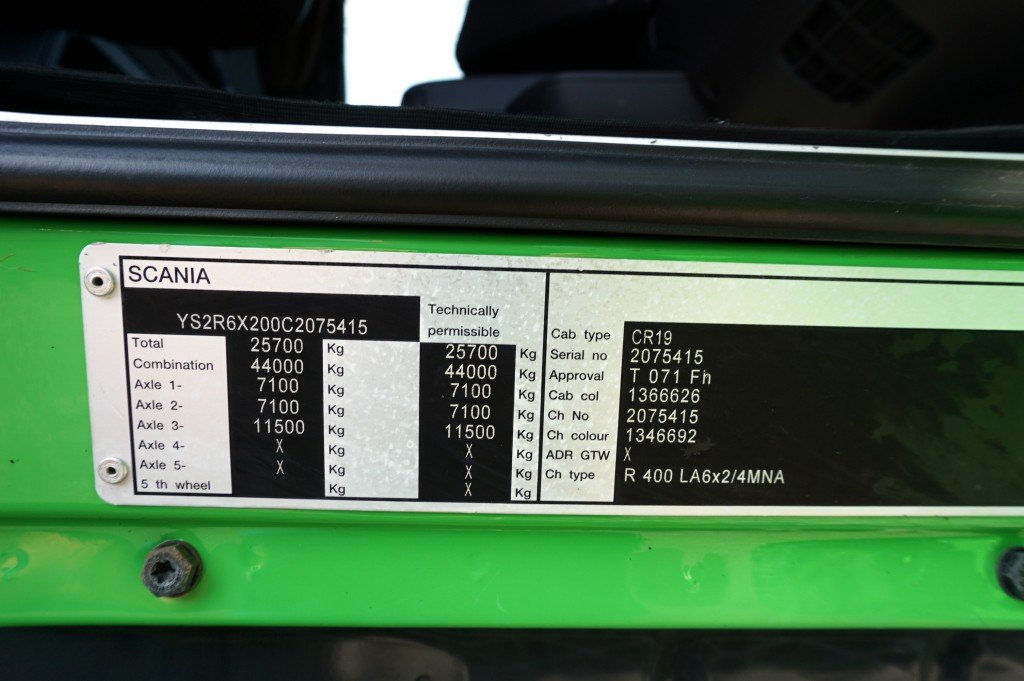 SCANIA
YS2R6X200C2075415
Technically
permissible
Total 25700 Kg 25700 Kg
Combination 44000 Kg 44000 Kg
Axle 1- 7100 Kg 7100 Kg
Axle 2- 7100 Kg 7100 Kg
Axle 3- 11500 Kg 11500 Kg
Axle 4- X Kg X Kg
Axle 5- X Kg X Kg
5 th wheel Kg X Kg
Cab type CR19
Serial no 2075415
Approval T 071 Fh
Cab col 1366626
Ch No 2075415
Ch colour 1346692
ADR GTW X
Ch type R 400 LA6x2/4MNA